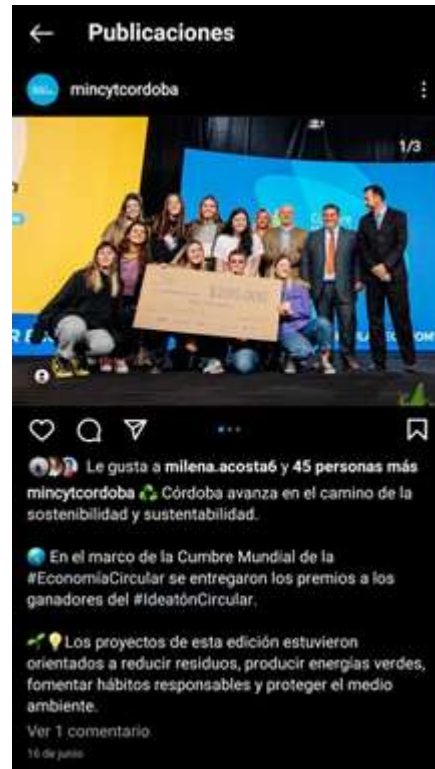 Publicaciones
mincytcordoba
1/3
Le gusta a milena.acosta6 y 45 personas más
mincytcordoba Córdoba avanza en el camino de la
sostenibilidad y sustentabilidad.
En el marco de la Cumbre Mundial de la
#EconomíaCircular se entregaron los premios a los
ganadores del #IdeatónCircular.
Los proyectos de esta edición estuvieron
orientados a reducir residuos, producir energías verdes,
fomentar hábitos responsables y proteger el medio
ambiente.
Ver 1 comentario
16 de junio